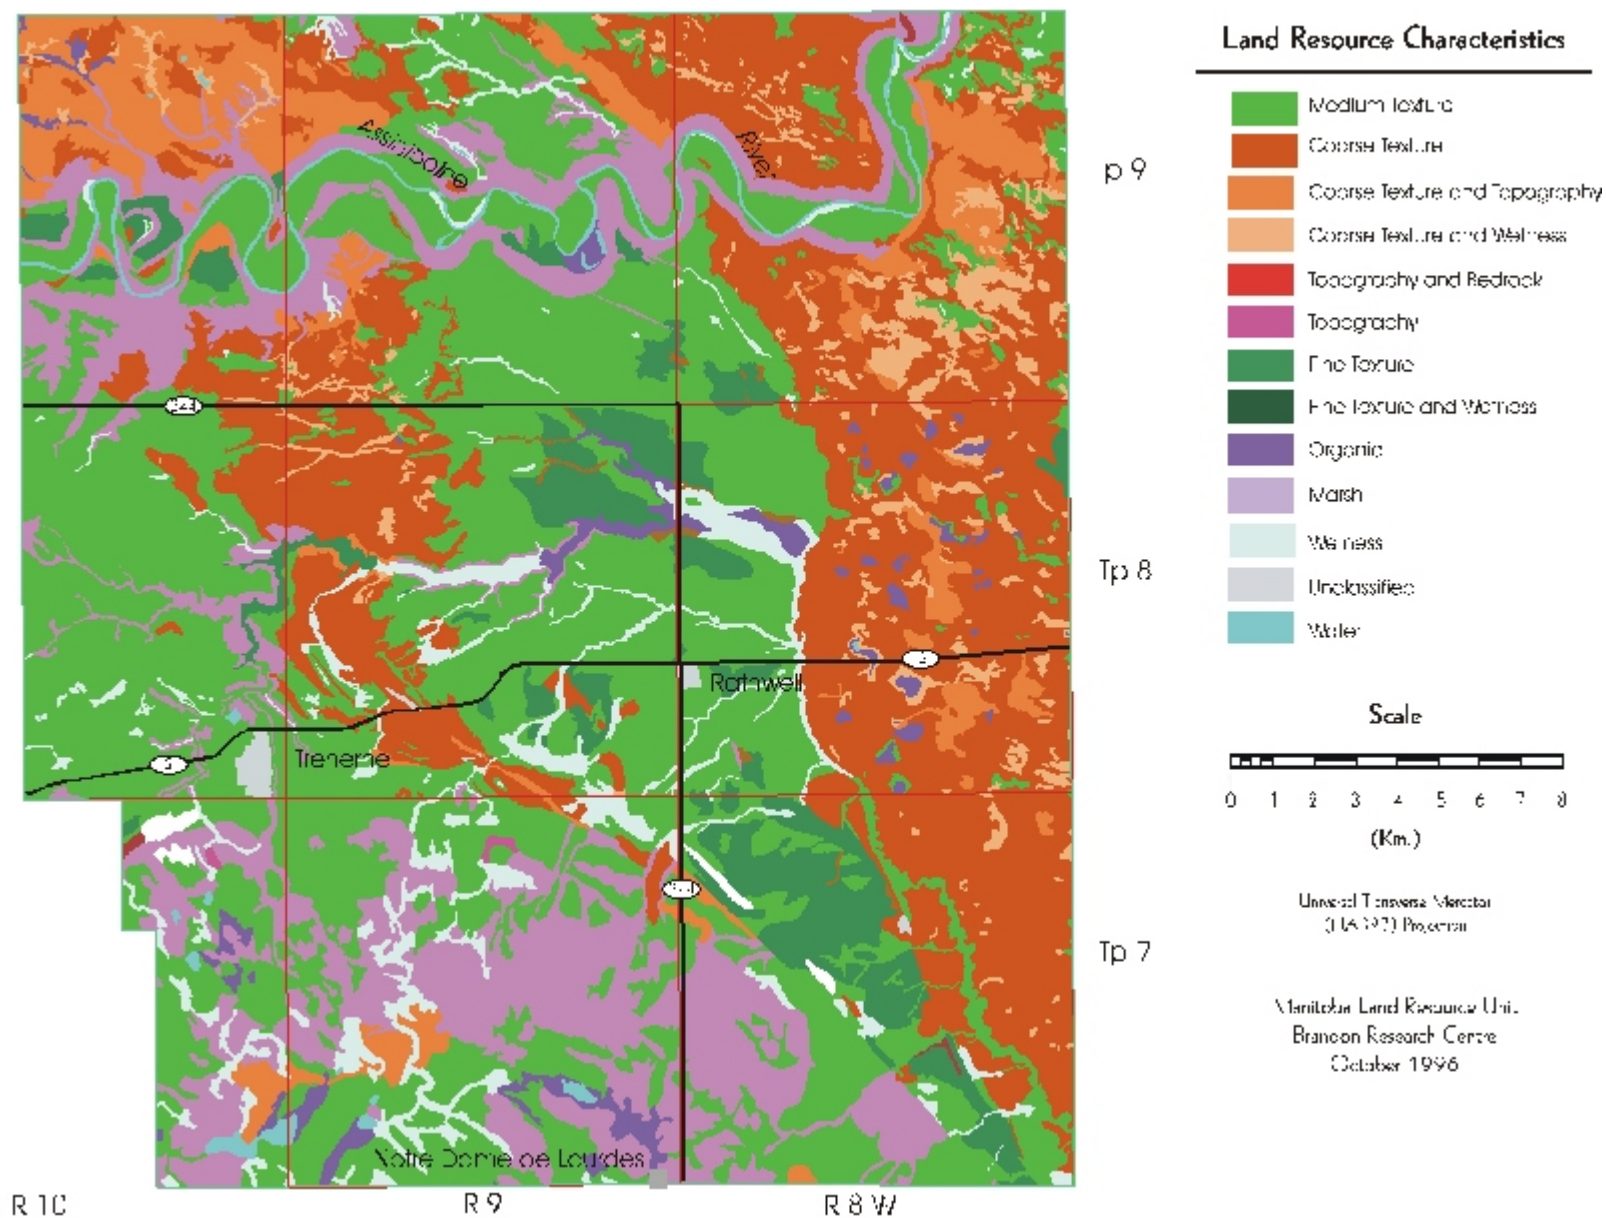 Land Resource Characteristics
Medium Texture
Coarse Texture
Coarse Texture and Topography
Coarse Texture and Wetness
Topography and Bedrock
Topography
Fine Texture
Fine Texture and Wetness
Organic
Marsh
Wetness
Unclassified
Water
Assiniboine
River
p 9
Tp 8
Rathwell
Treherne
2
Tp 7
Notre Dame de Lourdes
R 10
R 9
R 8 W
Scale
0 1 2 3 4 5 6 7 8
(Km.)
Universal Transverse Mercator
Projection
Manitoba Land Resource Unit
Brandon Research Centre
October 1996